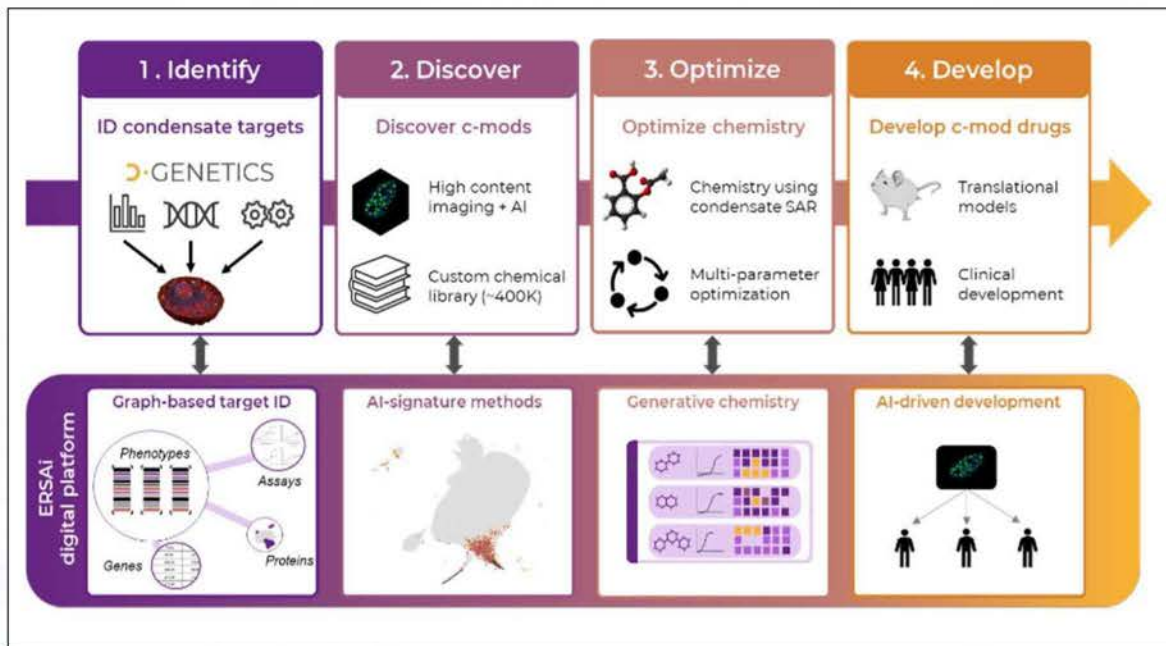 1. Identify
ID condensate targets
GENETICS
2. Discover
Discover c-mods
High content
imaging + AI
Custom chemical
library (~400K)
3. Optimize
Optimize chemistry
Chemistry using
condensate SAR
Multi-parameter
optimization
4. Develop
Develop c-mod drugs
Translational
models
Clinical
development
ERSAi
digital platform
Graph-based target ID
Phenotypes
Assays
Genes
Proteins
AI-signature methods
Generative chemistry
AI-driven development